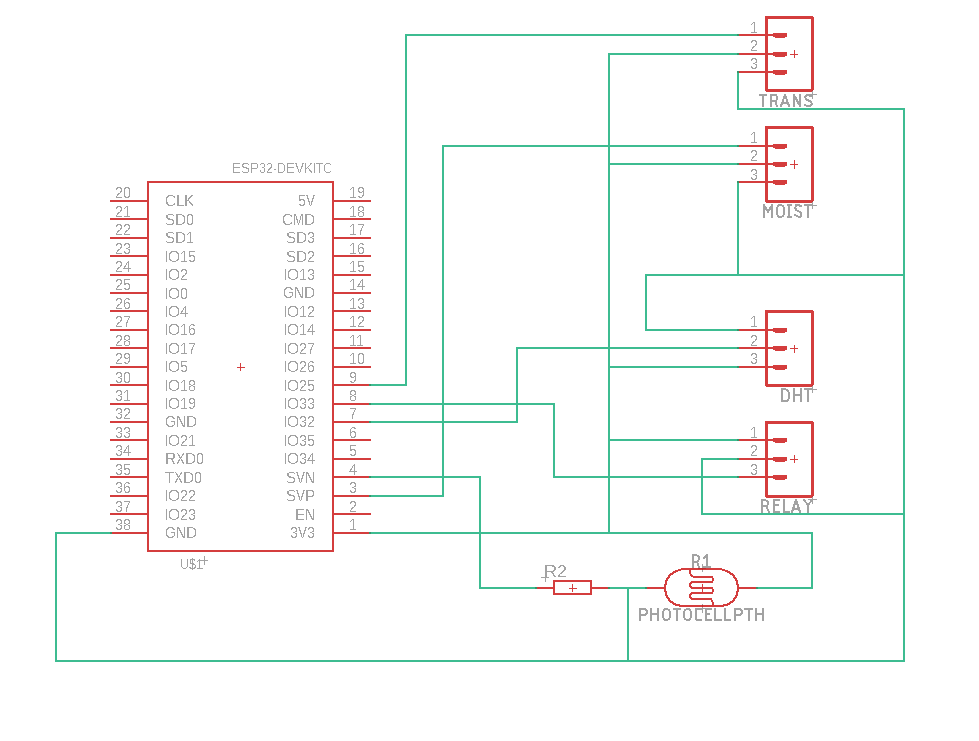 1
2
3
TRANS
1
2
3
MOIST
ESP32-DEVKITC
20 CLK 5V 19
21 SD0 CMD 18
22 SD1 SD3 17
23 IO15 SD2 16
24 IO2 IO13 15
25 IO0 GND 14
26 IO4 IO12 13
27 IO16 IO14 12
28 IO17 IO27 11
29 IO5 IO26 10
30 IO18 IO25 9
31 IO19 IO33 8
32 GND IO32 7
33 IO21 IO35 6
34 RXD0 IO34 5
35 TXD0 SVN 4
36 IO22 SVP 3
37 IO23 EN 2
38 GND 3V3 1
U$1
1
2
3
DHT
1
2
3
RELAY
R2
R1
PHOTOCELLPTH